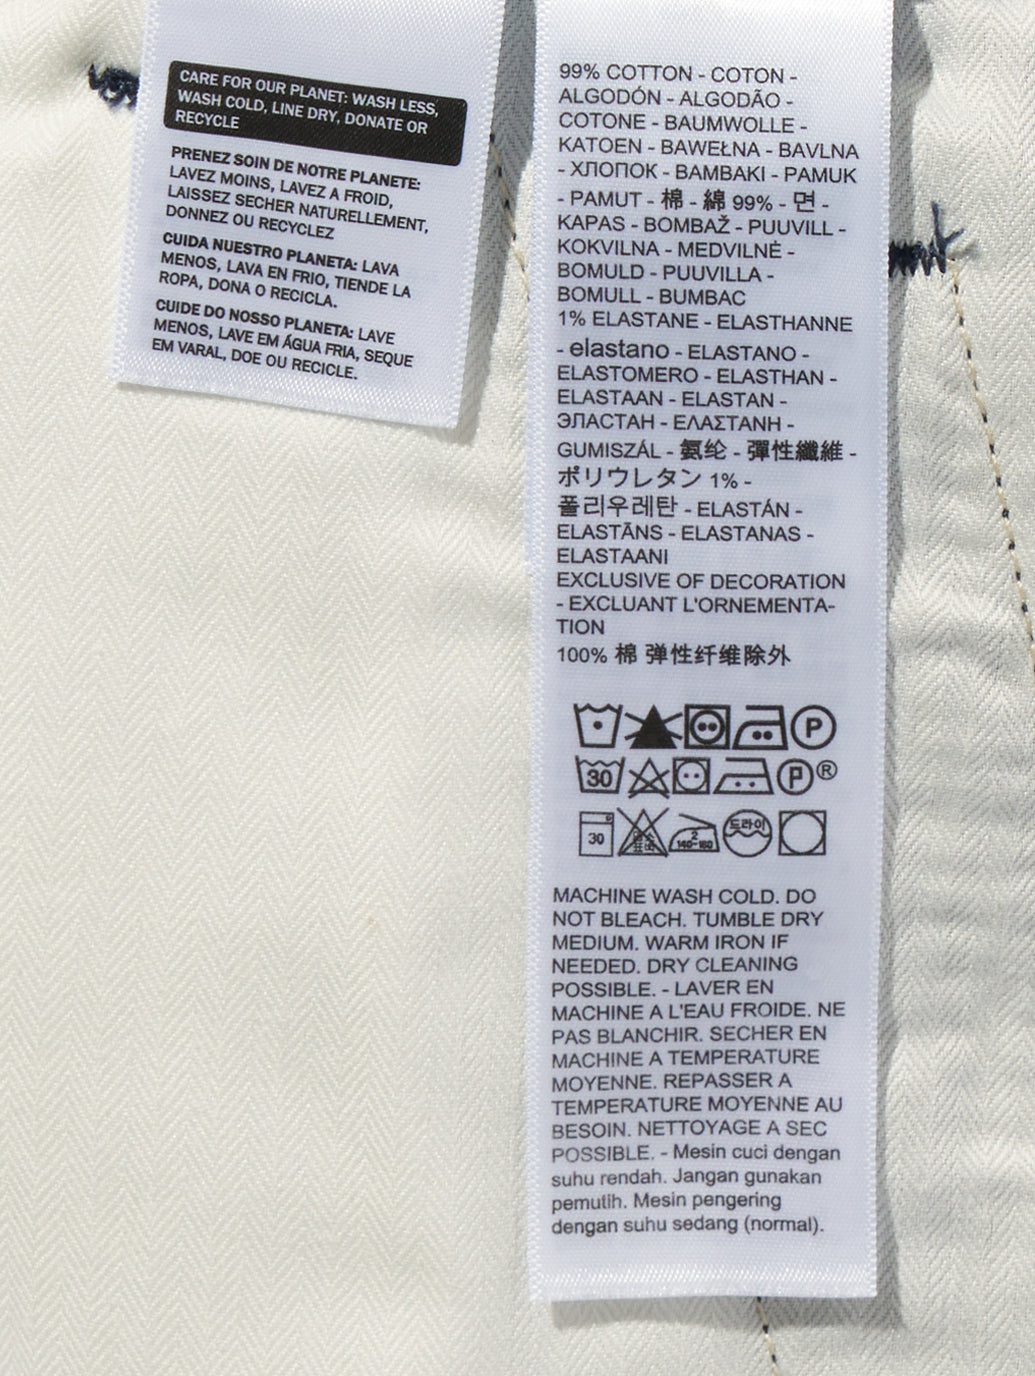 CARE FOR OUR PLANET: WASH LESS,
WASH COLD, LINE DRY, DONATE OR
RECYCLE
PRENEZ SOIN DE NOTRE PLANETE:
LAVEZ MOINS, LAVEZ A FROID,
LAISSEZ SECHER NATURELLEMENT,
DONNEZ OU RECYCLEZ
CUIDA NUESTRO PLANETA: LAVA
MENOS, LAVA EN FRIO, TIENDE LA
ROPA, DONA O RECICLA.
CUIDE DO NOSSO PLANETA: LAVE
MENOS, LAVE EM ÁGUA FRIA, SEQUE
EM VARAL, DOE OU RECICLE.
99% COTTON - COTON -
ALGODÓN - ALGODÃO -
COTONE - BAUMWOLLE -
KATOEN - BAWEŁNA - BAVLNA
- ХЛОПОК - BAMBAKI - PAMUK
- PAMUT - 棉 - 綿 99% - 면 -
KAPAS - BOMBAŽ - PUUVILL -
KOKVILNA - MEDVILNĖ -
BOMULD - PUUVILLA -
BOMULL - BUMBAC
1% ELASTANE - ELASTHANNE
- elastano - ELASTANO -
ELASTOMERO - ELASTHAN -
ELASTAAN - ELASTAN -
ЭЛАСТАН - ΕΛΑΣΤΑΝΗ -
GUMISZÁL - 氨纶 - 彈性纖維 -
ポリウレタン 1% -
폴리우레탄 - ELASTÁN -
ELASTĀNS - ELASTANAS -
ELASTAANI
EXCLUSIVE OF DECORATION
- EXCLUANT L'ORNEMENTA-
TION
100% 棉 弹性纤维除外
P
30 P ®
30 2 140~160 드라이
MACHINE WASH COLD. DO
NOT BLEACH. TUMBLE DRY
MEDIUM. WARM IRON IF
NEEDED. DRY CLEANING
POSSIBLE. - LAVER EN
MACHINE A L'EAU FROIDE. NE
PAS BLANCHIR. SECHER EN
MACHINE A TEMPERATURE
MOYENNE. REPASSER A
TEMPERATURE MOYENNE AU
BESOIN. NETTOYAGE A SEC
POSSIBLE. - Mesin cuci dengan
suhu rendah. Jangan gunakan
pemutih. Mesin pengering
dengan suhu sedang (normal).